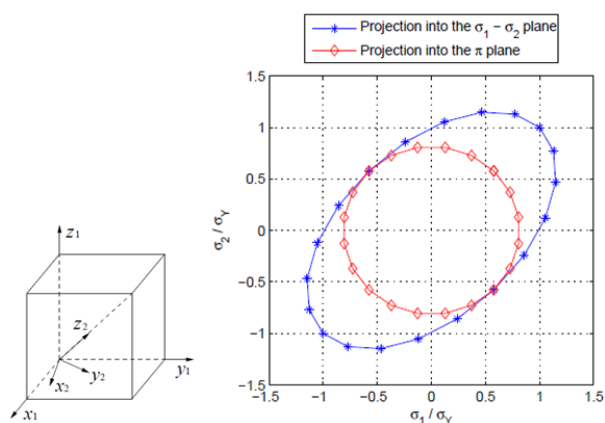 Projection into the σ₁ − σ₂ plane
Projection into the π plane
1.5
1
0.5
0
−0.5
−1
−1.5
σ₂ / σY
−1.5 −1 −0.5 0 0.5 1 1.5
σ₁ / σY
z₁
z₂
y₂
x₂
y₁
x₁